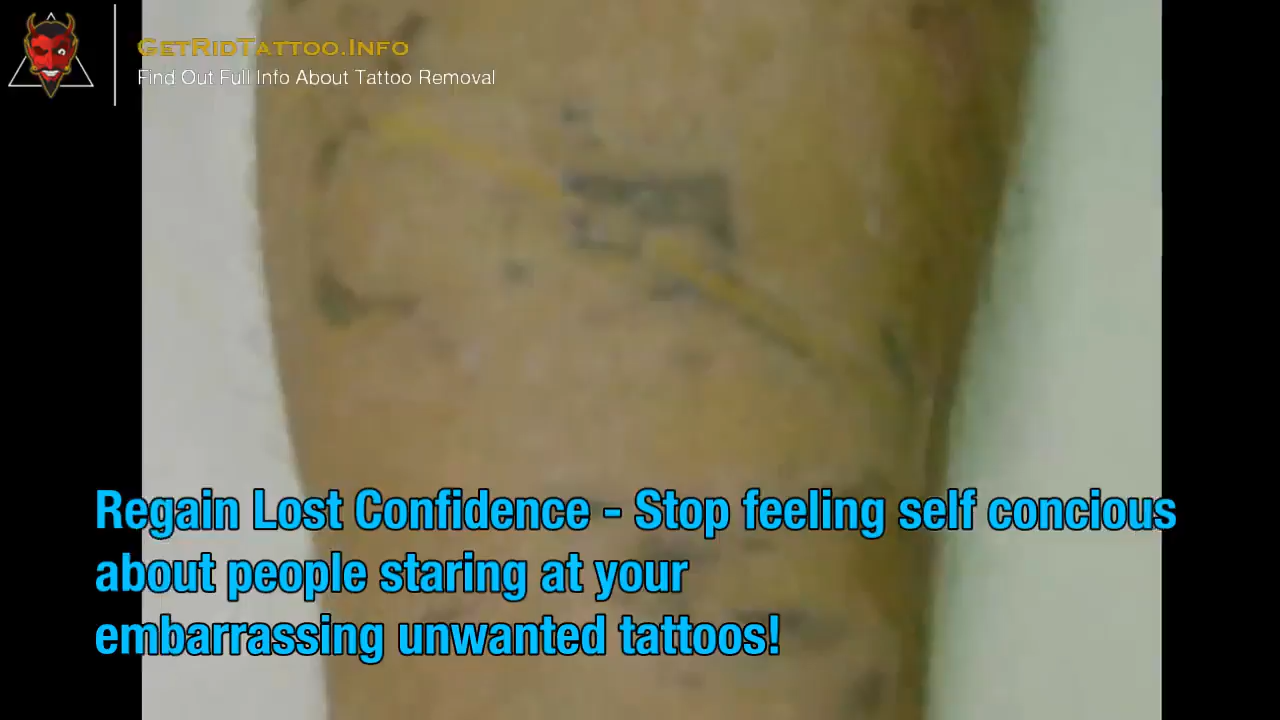 GetRidTattoo.Info
Find Out Full Info About Tattoo Removal
Regain Lost Confidence - Stop feeling self concious
about people staring at your
embarrassing unwanted tattoos!